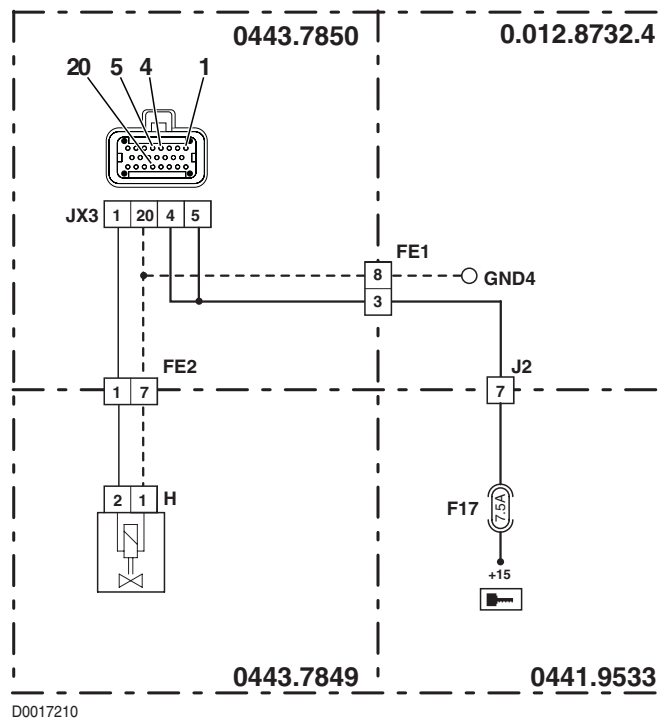 0443.7850
0.012.8732.4
20 5 4 1
JX3 1 20 4 5
FE1
8
GND4
3
FE2
1 7
J2
7
2 1 H
F17
7.5A
+15
0443.7849
0441.9533
D0017210